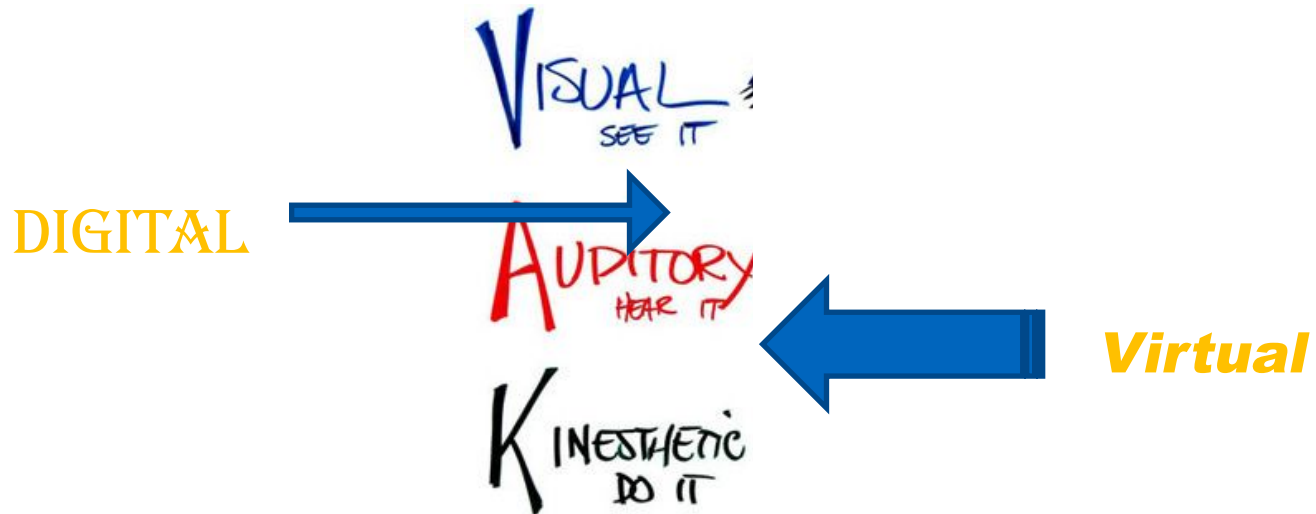 VISUAL
SEE IT
DIGITAL
AUDITORY
HEAR IT
Virtual
KINESTHETIC
DO IT